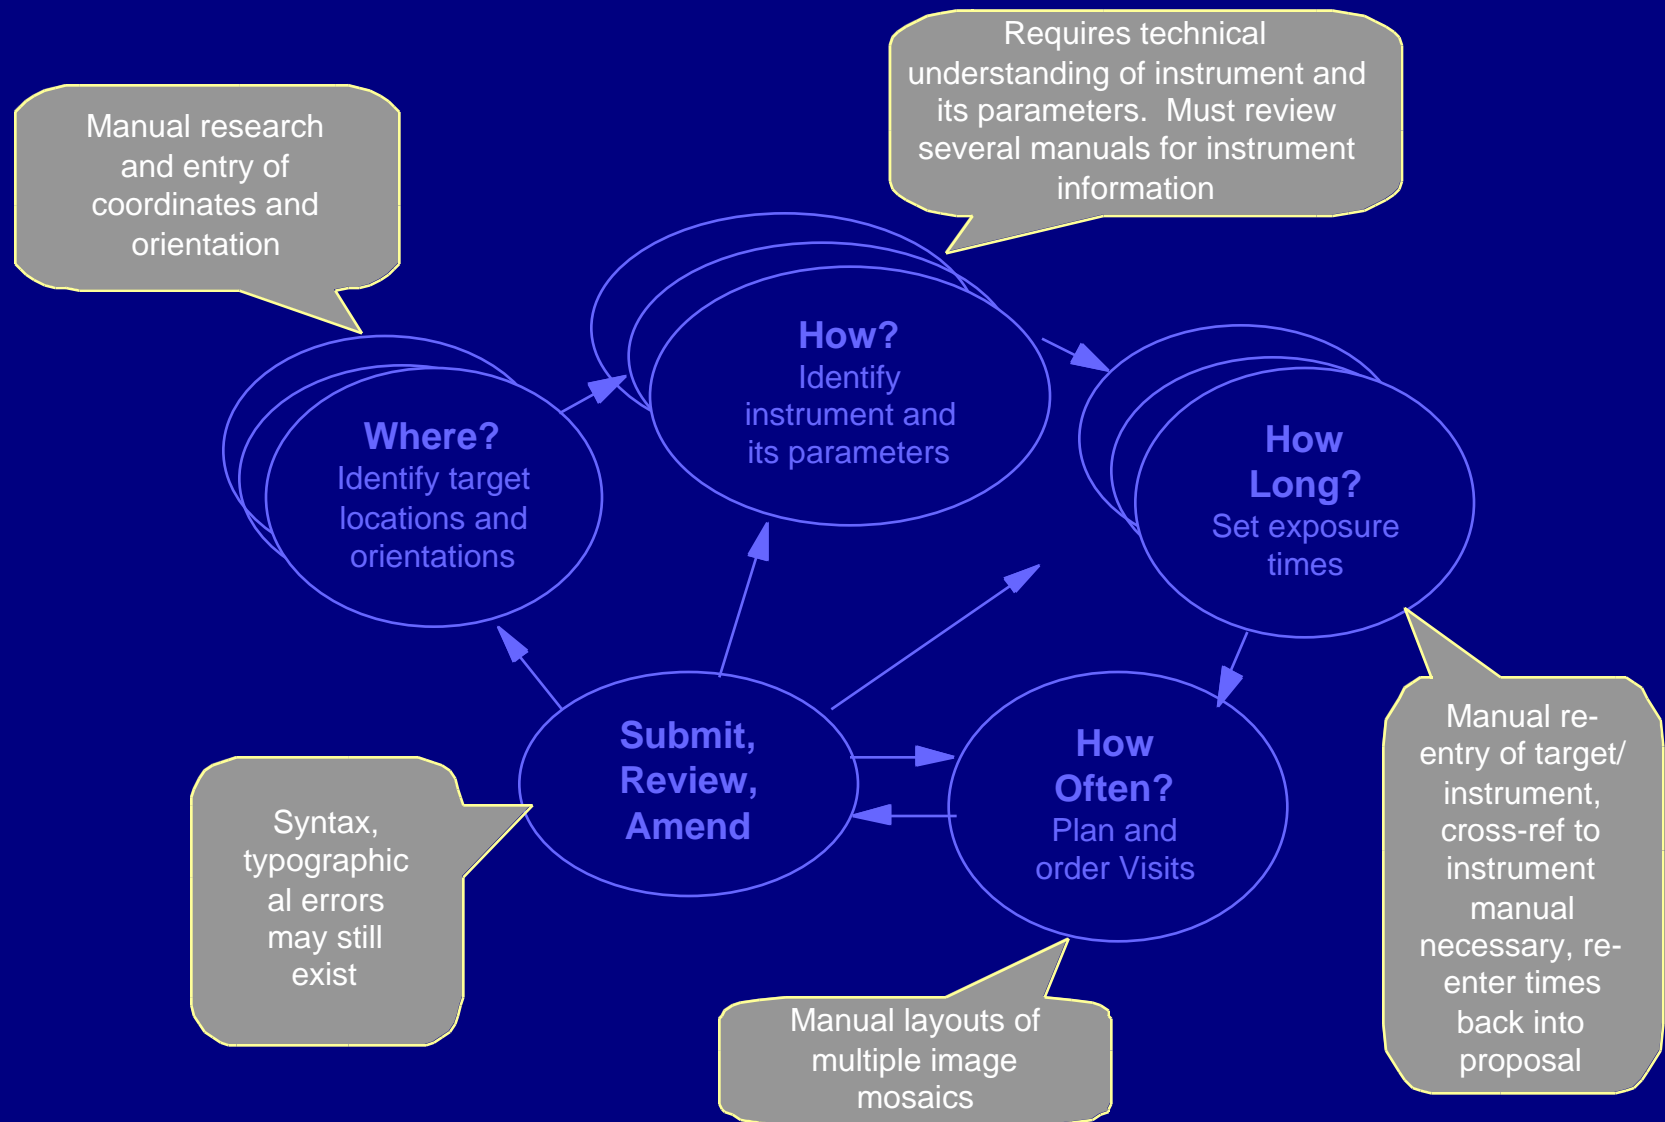 Requires technical
understanding of instrument and
its parameters.  Must review
several manuals for instrument
information
Manual research
and entry of
coordinates and
orientation
How?
Identify
instrument and
its parameters
Where?
Identify target
locations and
orientations
How
Long?
Set exposure
times
Submit,
Review,
Amend
How
Often?
Plan and
order Visits
Manual re-
entry of target/
instrument,
cross-ref to
instrument
manual
necessary, re-
enter times
back into
proposal
Syntax,
typographic
al errors
may still
exist
Manual layouts of
multiple image
mosaics